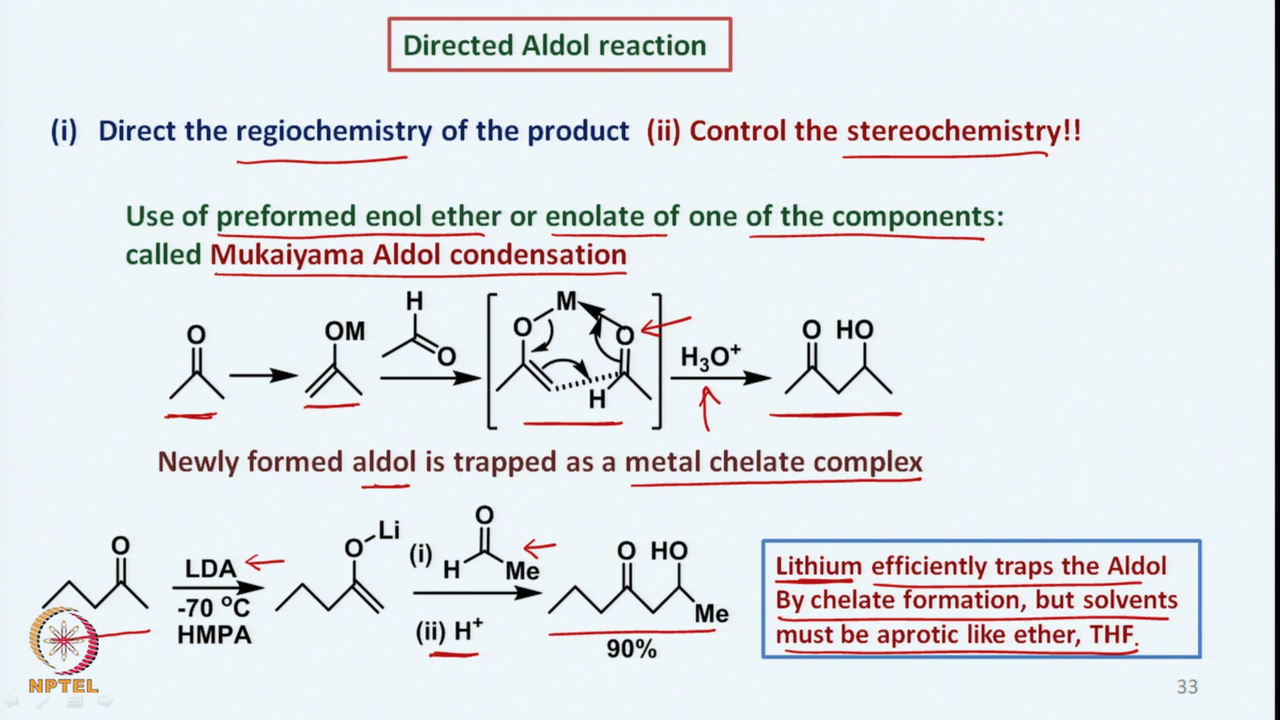 Directed Aldol reaction
(i) Direct the regiochemistry of the product (ii) Control the stereochemistry!!
Use of preformed enol ether or enolate of one of the components:
called Mukaiyama Aldol condensation
O
OM
H
O
M
O
O
H
H3O+
O HO
Newly formed aldol is trapped as a metal chelate complex
O
LDA
-70 ºC
HMPA
O Li
(i)
O
H Me
(ii) H+
O HO
Me
90%
Lithium efficiently traps the Aldol
By chelate formation, but solvents
must be aprotic like ether, THF.
NPTEL
33